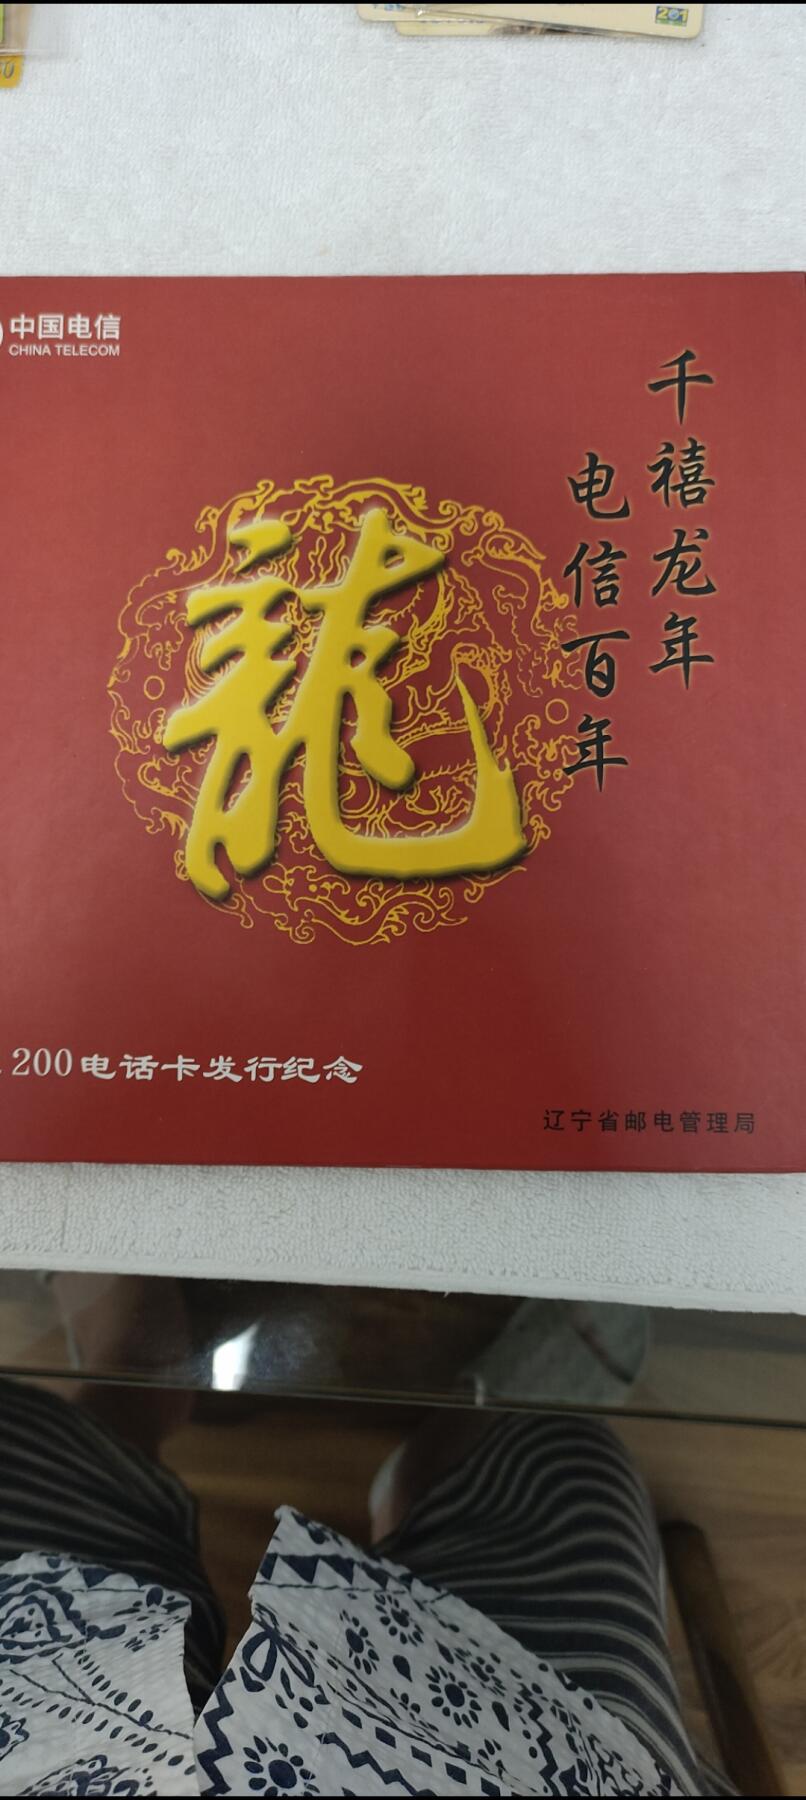 201
中国电信
CHINA TELECOM
千禧龙年
电信百年
龍
200电话卡发行纪念
辽宁省邮电管理局